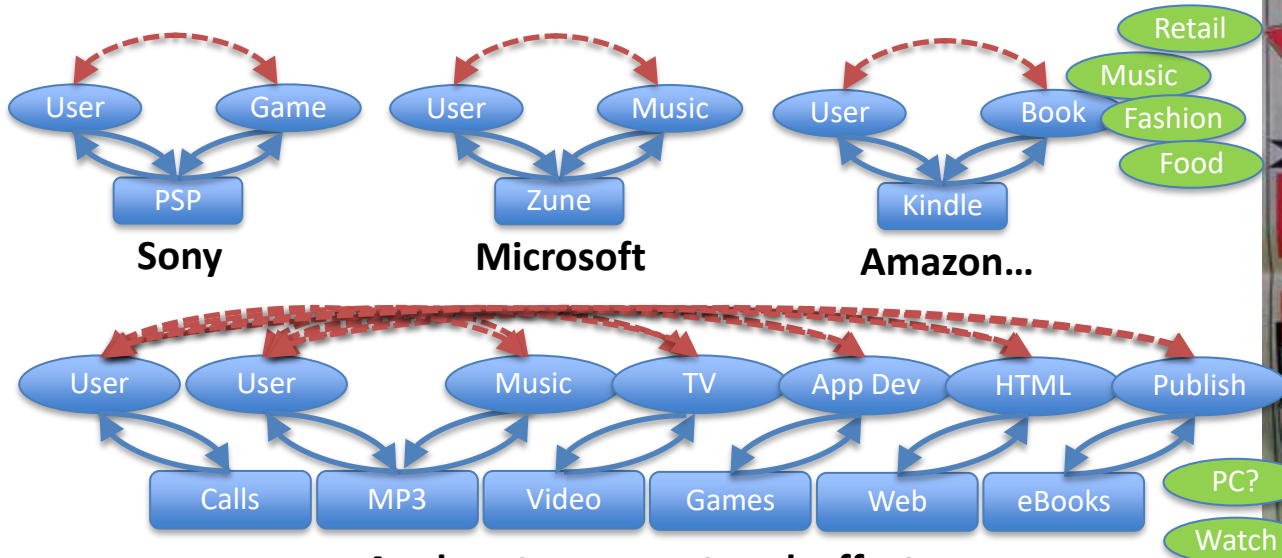 Retail
Music
User Game User Music User Book Fashion
Food
PSP Zune Kindle
Sony Microsoft Amazon…
User User Music TV App Dev HTML Publish
PC?
Calls MP3 Video Games Web eBooks
Watch